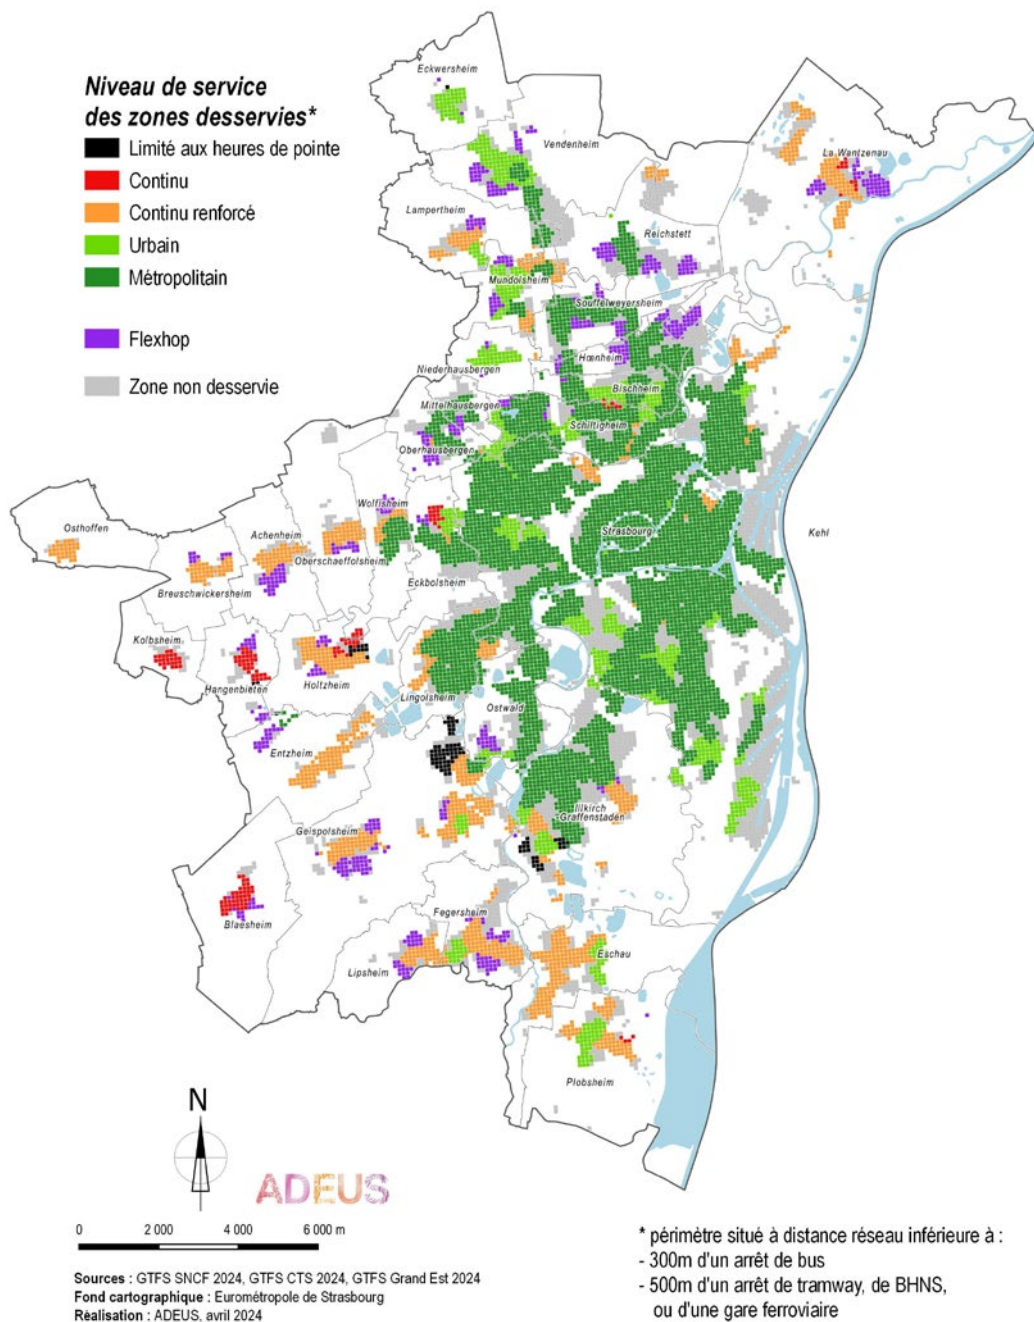 Niveau de service
des zones desservies*
Limité aux heures de pointe
Continu
Continu renforcé
Urbain
Métropolitain
Flexhop
Zone non desservie
Eckwersheim
Vendenheim
La Wantzenau
Lampertheim
Reichstett
Mundolsheim
Souffelweyersheim
Hœnheim
Niederhausbergen
Bischheim
Mittelhausbergen
Schiltigheim
Oberhausbergen
Wolfisheim
Osthoffen
Achenheim
Strasbourg
Kehl
Oberschaeffolsheim
Eckbolsheim
Breuschwickersheim
Kolbsheim
Hangenbieten
Holtzheim
Lingolsheim
Ostwald
Entzheim
Illkirch
Graffenstaden
Geispolsheim
Fegersheim
Blaesheim
Eschau
Lipsheim
Plobsheim
N
ADEUS
0 2 000 4 000 6 000 m
Sources : GTFS SNCF 2024, GTFS CTS 2024, GTFS Grand Est 2024
Fond cartographique : Eurométropole de Strasbourg
Réalisation : ADEUS, avril 2024
* périmètre situé à distance réseau inférieure à :
- 300m d'un arrêt de bus
- 500m d'un arrêt de tramway, de BHNS,
ou d'une gare ferroviaire